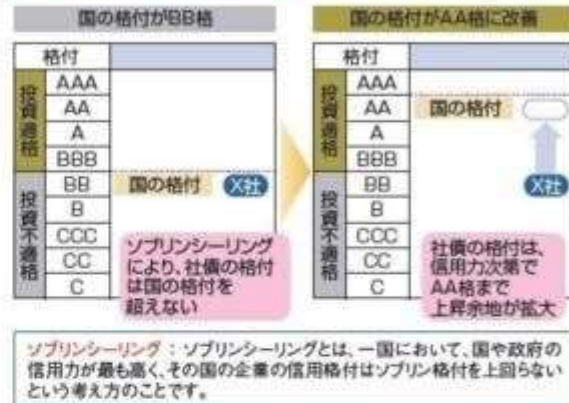 国の格付がBB格
国の格付がAA格に改善
格付
投資適格
AAA
AA
A
BBB
投資不適格
BB
国の格付
X社
B
CCC
CC
C
ソブリンシーリング
により、社債の格付
は国の格付を
超えない
格付
投資適格
AAA
AA
国の格付
A
BBB
投資不適格
BB
X社
B
CCC
CC
C
社債の格付は、
信用力次第で
AA格まで
上昇余地が拡大
ソブリンシーリング：ソブリンシーリングとは、一国において、国や政府の
信用力が最も高く、その国の企業の信用格付はソブリン格付を上回らない
という考え方のことです。